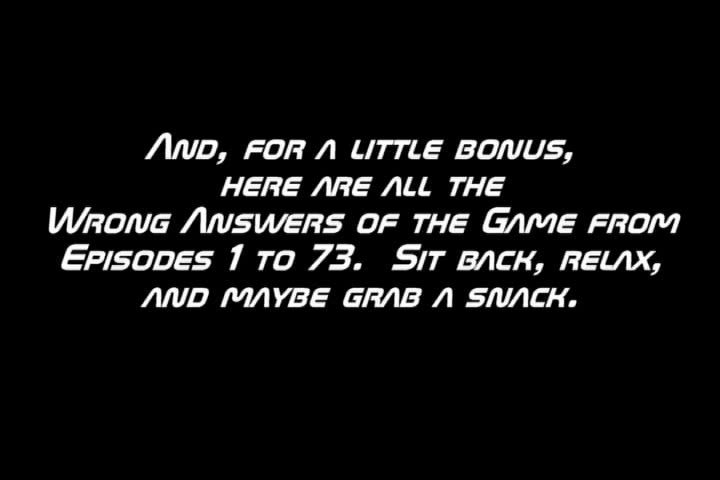 And, for a little bonus,
here are all the
Wrong Answers of the Game from
Episodes 1 to 73.  Sit back, relax,
and maybe grab a snack.